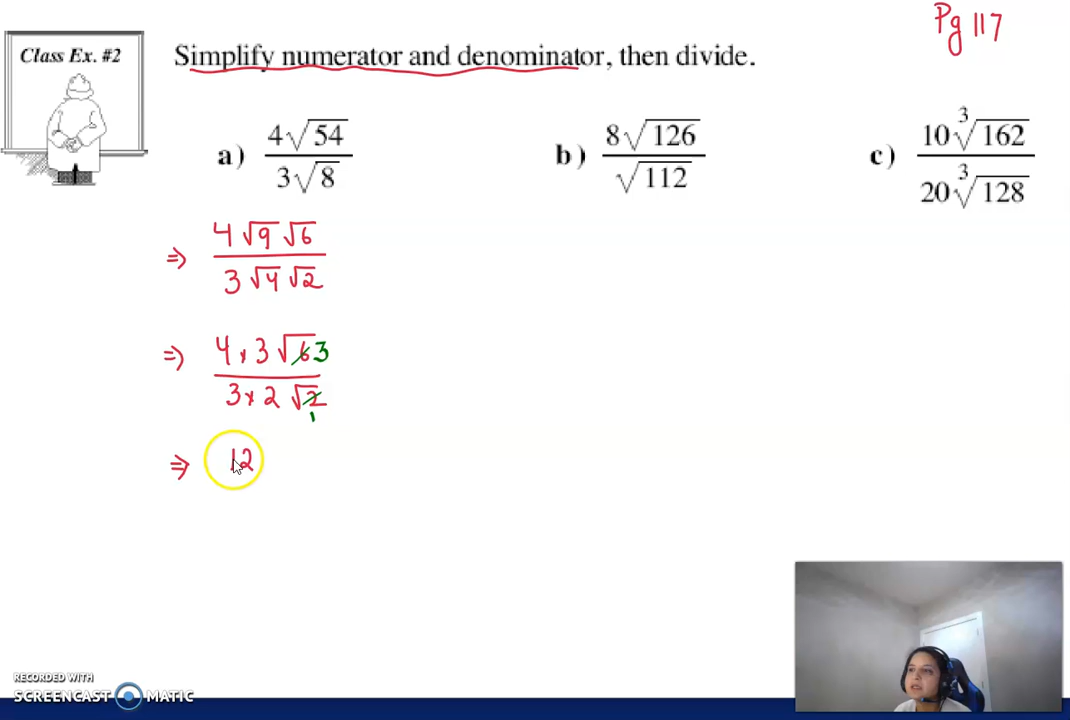 Pg 117
Class Ex. #2
Simplify numerator and denominator, then divide.
a) 4√54 / 3√8
b) 8√126 / √112
c) 10∛162 / 20∛128
⇒ 4√9√6 / 3√4√2
⇒ 4×3√6 3 / 3×2√2 1
⇒ 12
RECORDED WITH
SCREENCAST MATIC